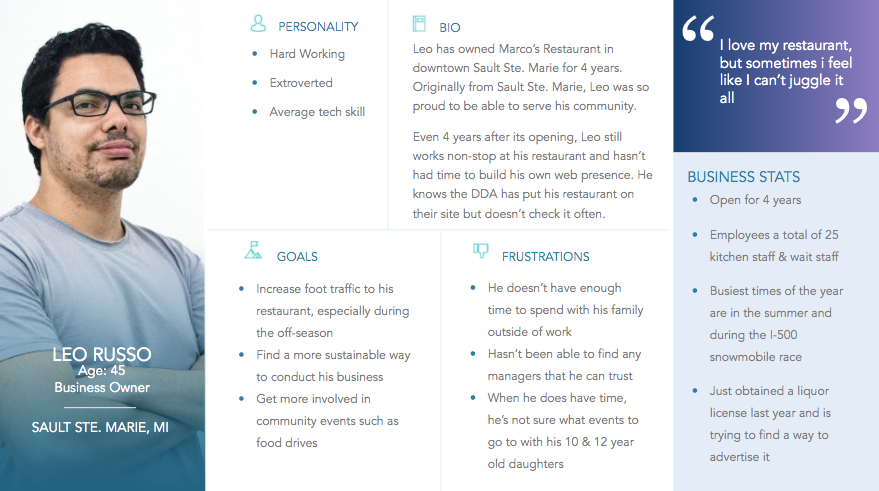 PERSONALITY
• Hard Working
• Extroverted
• Average tech skill
BIO
Leo has owned Marco's Restaurant in
downtown Sault Ste. Marie for 4 years.
Originally from Sault Ste. Marie, Leo was so
proud to be able to serve his community.
Even 4 years after its opening, Leo still
works non-stop at his restaurant and hasn't
had time to build his own web presence. He
knows the DDA has put his restaurant on
their site but doesn't check it often.
“I love my restaurant,
but sometimes i feel
like I can't juggle it
all”
LEO RUSSO
Age: 45
Business Owner
SAULT STE. MARIE, MI
GOALS
• Increase foot traffic to his
restaurant, especially during
the off-season
• Find a more sustainable way
to conduct his business
• Get more involved in
community events such as
food drives
FRUSTRATIONS
• He doesn't have enough
time to spend with his family
outside of work
• Hasn't been able to find any
managers that he can trust
• When he does have time,
he's not sure what events to
go to with his 10 & 12 year
old daughters
BUSINESS STATS
• Open for 4 years
• Employees a total of 25
kitchen staff & wait staff
• Busiest times of the year
are in the summer and
during the I-500
snowmobile race
• Just obtained a liquor
license last year and is
trying to find a way to
advertise it